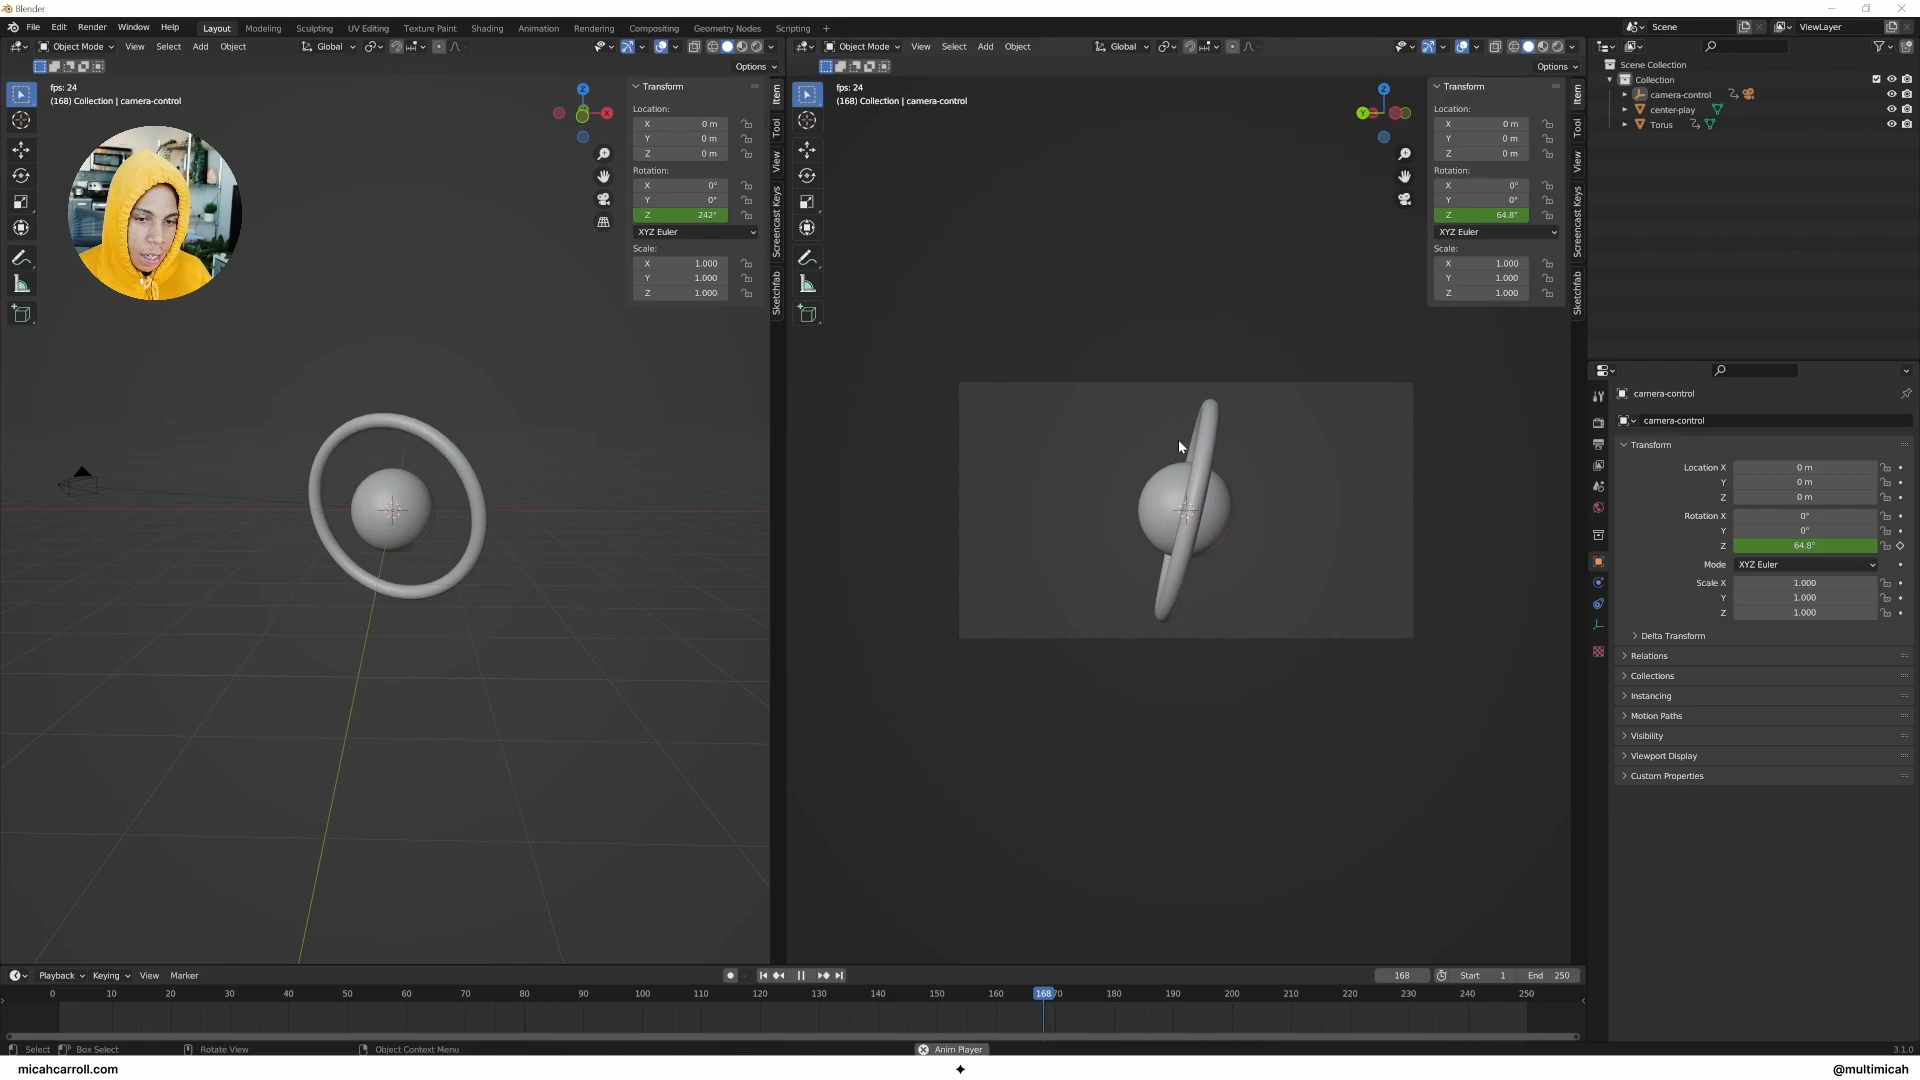 Blender
File Edit Render Window Help Layout Modeling Sculpting UV Editing Texture Paint Shading Animation Rendering Compositing Geometry Nodes Scripting + Scene ViewLayer
Object Mode View Select Add Object Global
Options
fps: 24
(168) Collection | camera-control
Transform
Location:
X 0 m
Y 0 m
Z 0 m
Rotation:
X 0°
Y 0°
Z 242°
XYZ Euler
Scale:
X 1.000
Y 1.000
Z 1.000
Item
Tool
View
Screencast Keys
Sketchfab
Object Mode View Select Add Object Global
Options
fps: 24
(168) Collection | camera-control
Transform
Location:
X 0 m
Y 0 m
Z 0 m
Rotation:
X 0°
Y 0°
Z 64.8°
XYZ Euler
Scale:
X 1.000
Y 1.000
Z 1.000
Item
Tool
View
Screencast Keys
Sketchfab
Z
X
Z
Y
Scene Collection
Collection
camera-control
center-play
Torus
camera-control
camera-control
Transform
Location X 0 m
Y 0 m
Z 0 m
Rotation X 0°
Y 0°
Z 64.8°
Mode XYZ Euler
Scale X 1.000
Y 1.000
Z 1.000
Delta Transform
Relations
Collections
Instancing
Motion Paths
Visibility
Viewport Display
Custom Properties
Playback Keying View Marker 168 Start 1 End 250
0 10 20 30 40 50 60 70 80 90 100 110 120 130 140 150 160 168 70 180 190 200 210 220 230 240 250
Select Box Select Rotate View Object Context Menu Anim Player 3.1.0
micahcarroll.com @multimicah